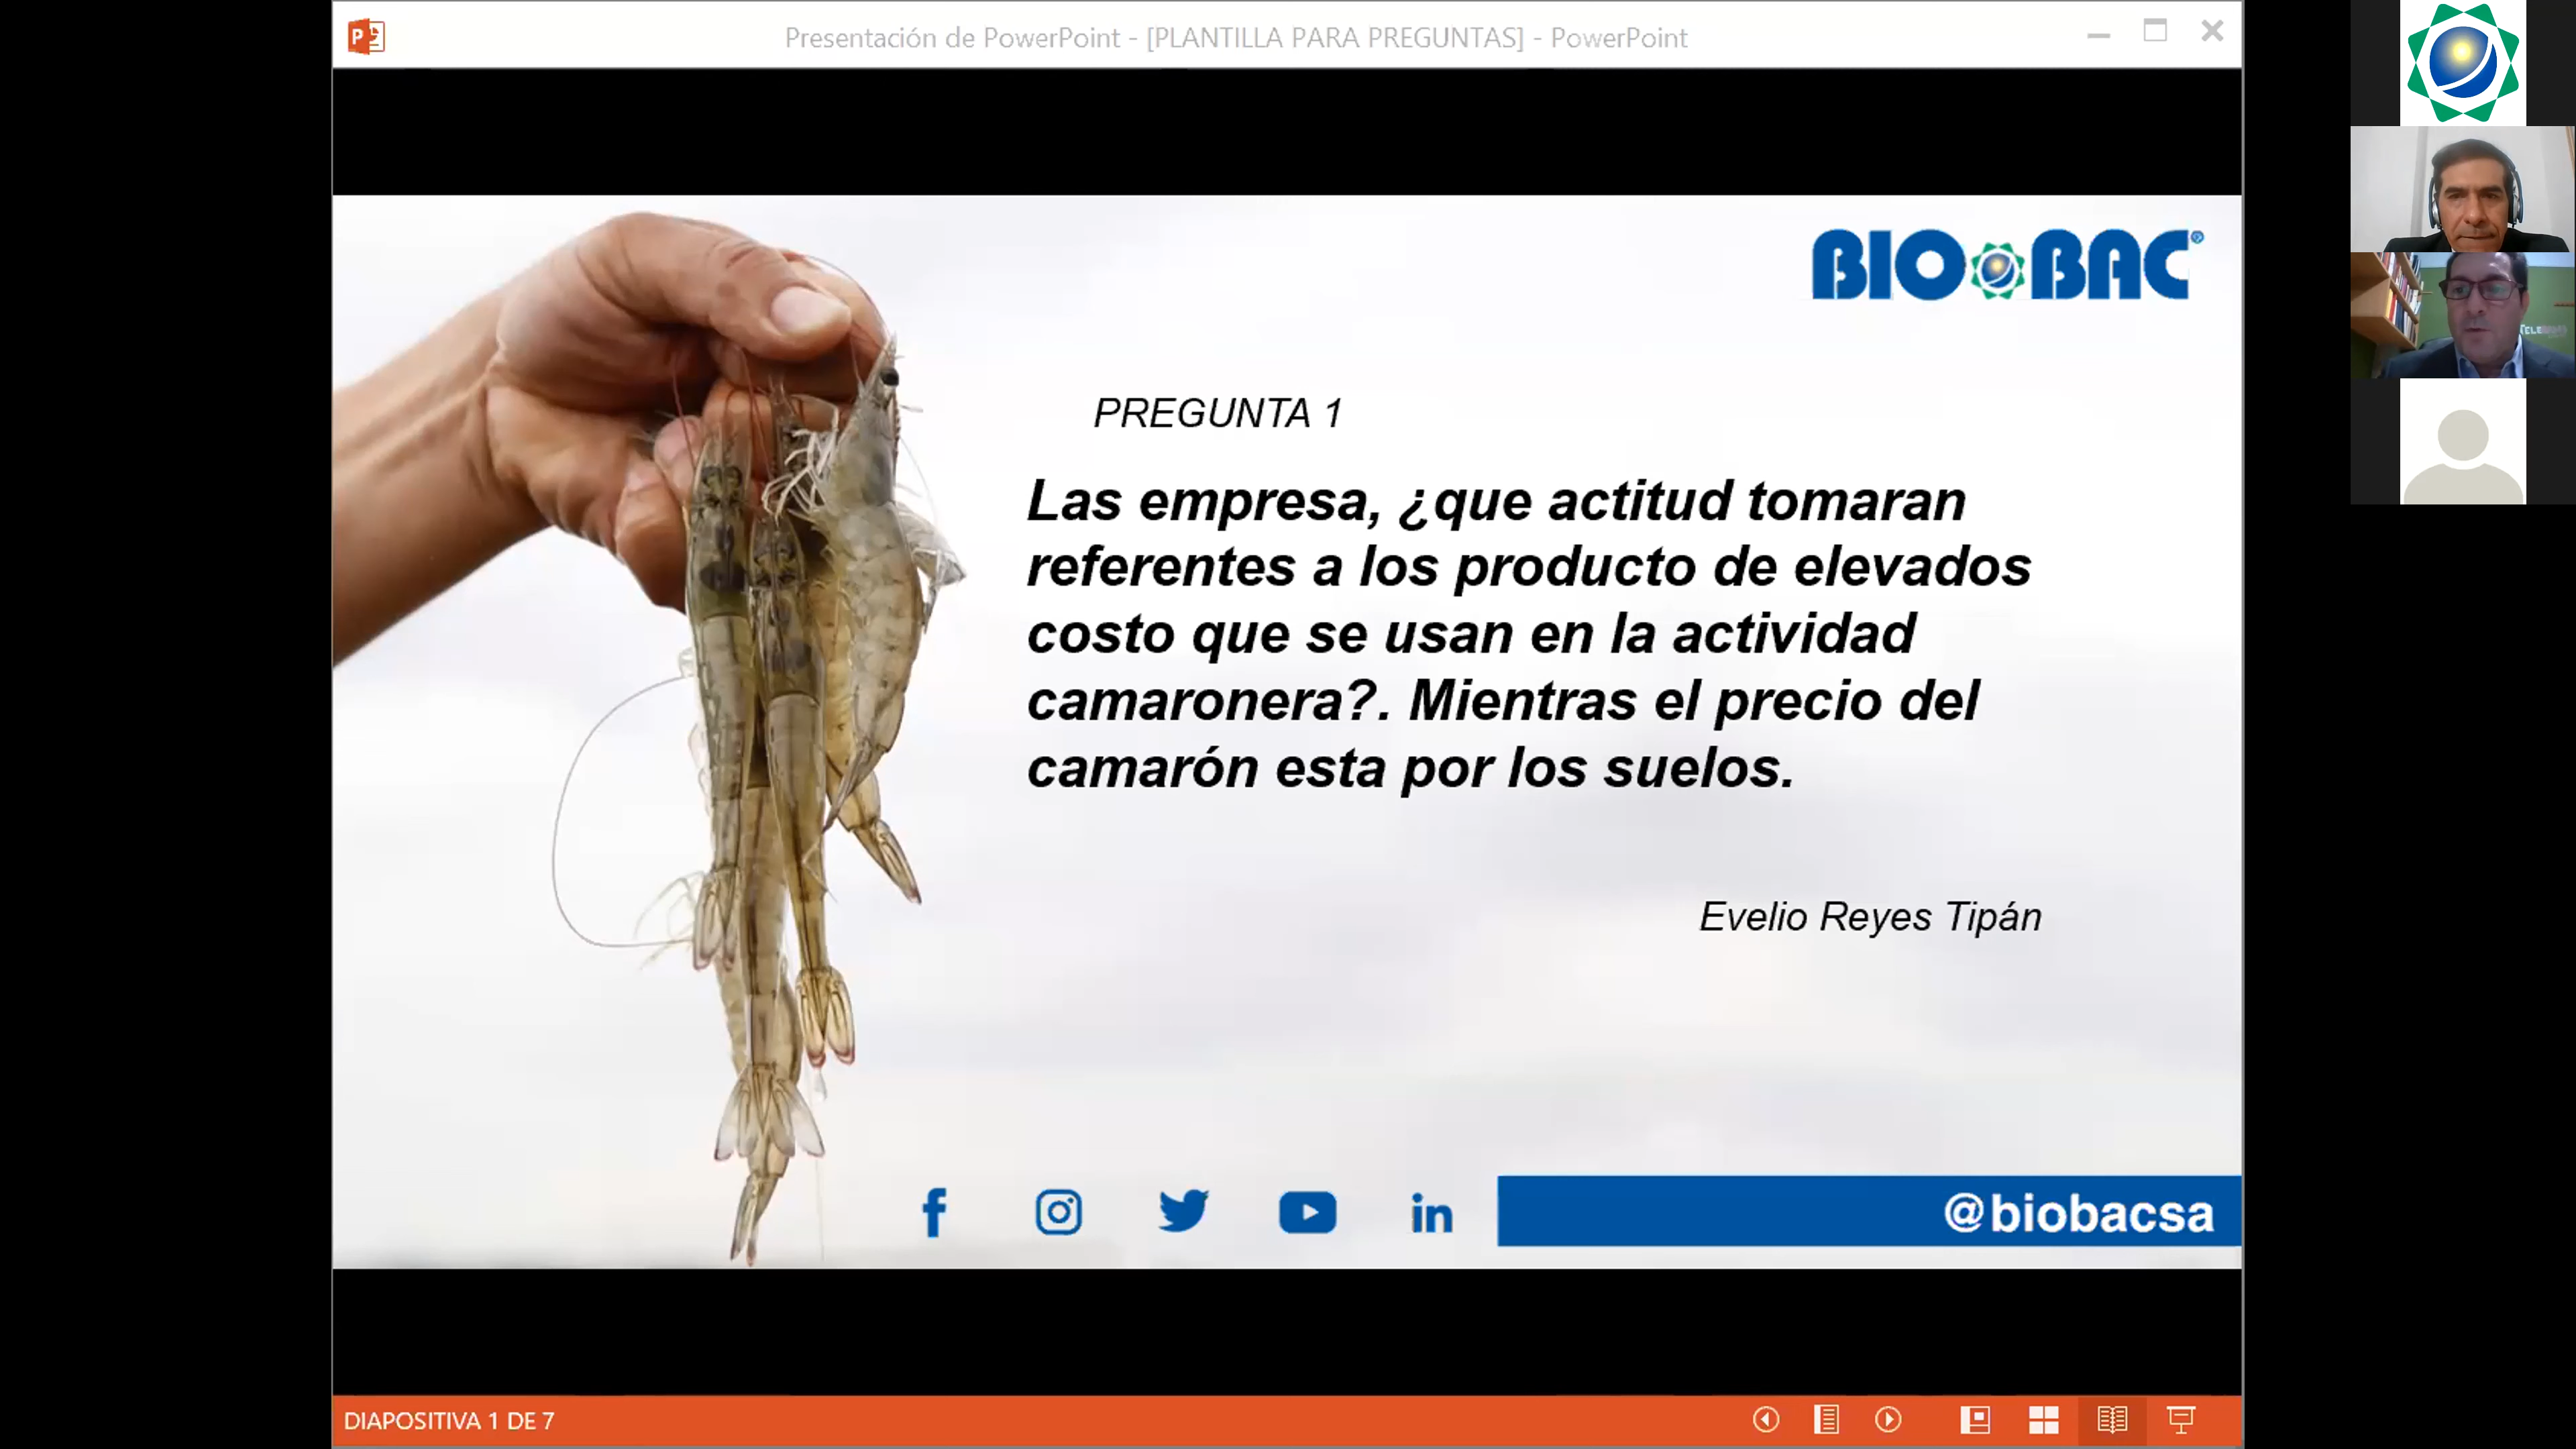 Presentación de PowerPoint - [PLANTILLA PARA PREGUNTAS] - PowerPoint
BIOBAC
PREGUNTA 1
Las empresa, ¿que actitud tomaran
referentes a los producto de elevados
costo que se usan en la actividad
camaronera?. Mientras el precio del
camarón esta por los suelos.
Evelio Reyes Tipán
@biobacsa
DIAPOSITIVA 1 DE 7